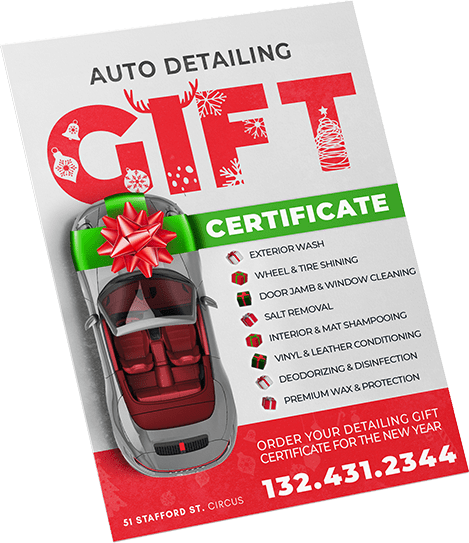 AUTO DETAILING
GIFT
CERTIFICATE
EXTERIOR WASH
WHEEL & TIRE SHINING
DOOR JAMB & WINDOW CLEANING
SALT REMOVAL
INTERIOR & MAT SHAMPOOING
VINYL & LEATHER CONDITIONING
DEODORIZING & DISINFECTION
PREMIUM WAX & PROTECTION
ORDER YOUR DETAILING GIFT
CERTIFICATE FOR THE NEW YEAR
132.431.2344
51 STAFFORD ST. CIRCUS